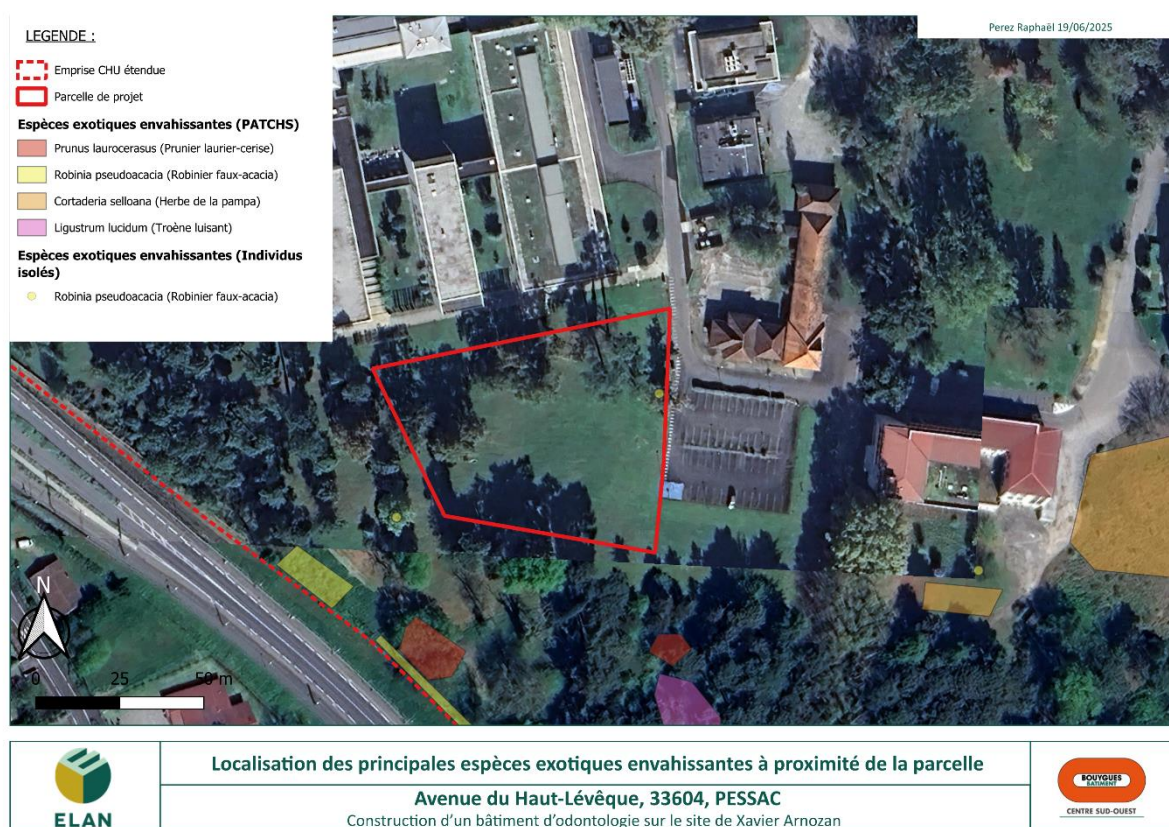 Perez Raphaël 19/06/2025
LEGENDE :
Emprise CHU étendue
Parcelle de projet
Espèces exotiques envahissantes (PATCHS)
Prunus laurocerasus (Prunier laurier-cerise)
Robinia pseudoacacia (Robinier faux-acacia)
Cortaderia selloana (Herbe de la pampa)
Ligustrum lucidum (Troène luisant)
Espèces exotiques envahissantes (Individus
isolés)
Robinia pseudoacacia (Robinier faux-acacia)
N
0 25 50 m
Localisation des principales espèces exotiques envahissantes à proximité de la parcelle
Avenue du Haut-Lévêque, 33604, PESSAC
Construction d'un bâtiment d'odontologie sur le site de Xavier Arnozan
ELAN
BOUYGUES
BATIMENT
CENTRE SUD-OUEST